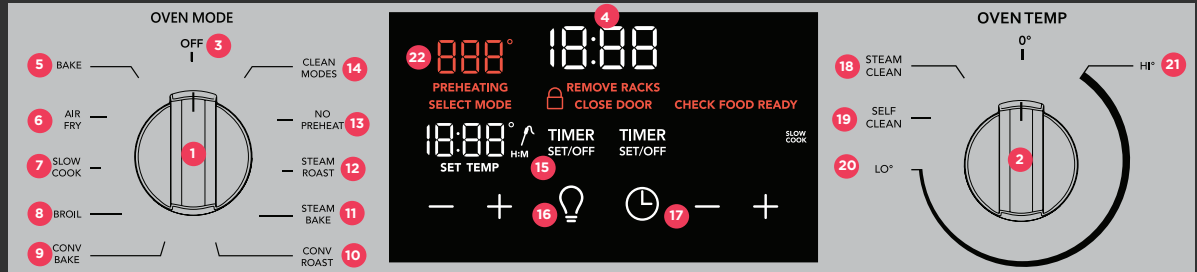 OVEN MODE
OFF 3
5 BAKE
6 AIR
FRY
7 SLOW
COOK
8 BROIL
9 CONV
BAKE
1
CLEAN
MODES 14
NO
PREHEAT 13
STEAM
ROAST 12
STEAM
BAKE 11
CONV
ROAST 10
4
22 888° 18:88
PREHEATING
SELECT MODE
REMOVE RACKS
CLOSE DOOR
CHECK FOOD READY
18:88° H:M
SET TEMP
15
TIMER
SET/OFF
TIMER
SET/OFF
SLOW
COOK
− + 16 17 − +
OVEN TEMP
0°
18 STEAM
CLEAN
19 SELF
CLEAN
20 LO°
2
HI° 21